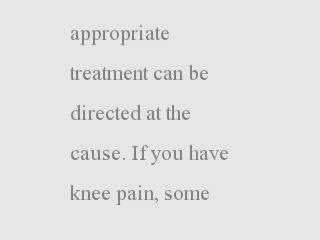 appropriate
treatment can be
directed at the
cause. If you have
knee pain, some